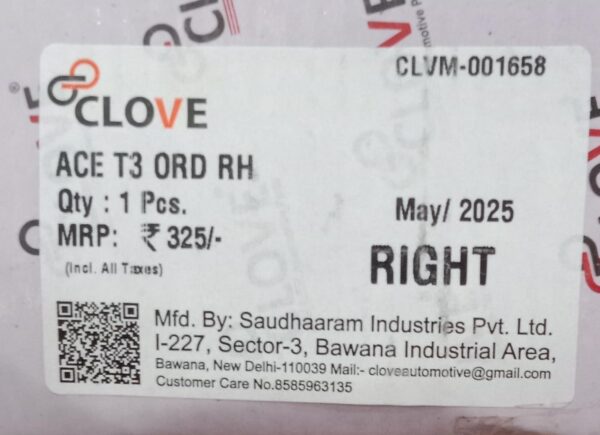 CLVM-001658
CLOVE
ACE T3 ORD RH
Qty : 1 Pcs.
May/ 2025
MRP: ₹ 325/-
RIGHT
(Incl. All Taxes)
Mfd. By: Saudhaaram Industries Pvt. Ltd.
I-227, Sector-3, Bawana Industrial Area,
Bawana, New Delhi-110039 Mail:- cloveautomotive@gmail.com
Customer Care No.8585963135